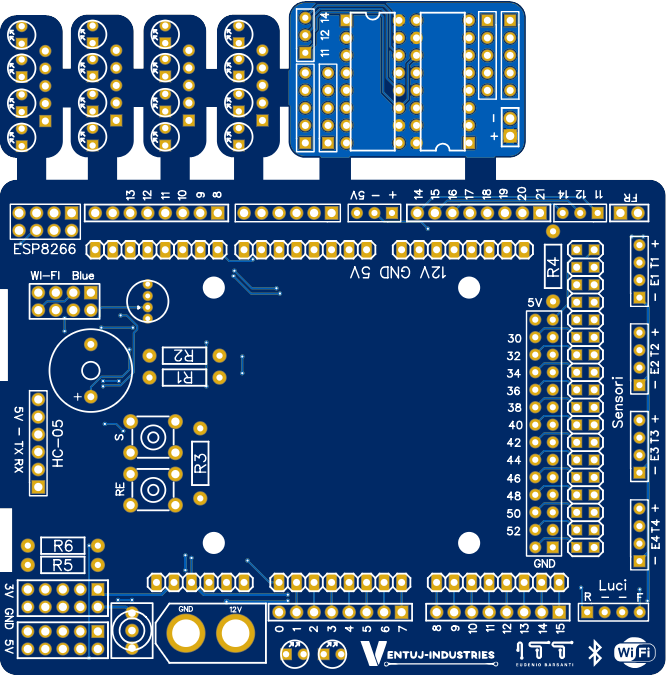 14
12
11
-
+
13 12 11 10 9 8
5V - +
14 15 16 17 18 19 20 21
14 12 11
FR
ESP8266
12V GND 5V
WI-FI Blue
R4
5V
- E1 T1 +
R2
R1
30
32
34
36
38
40
42
44
46
48
50
52
GND
- E2 T2 +
Sensori
+
5V - TX RX
HC-05
S
R3
RE
- E3 T3 +
- E4 T4 +
R6
R5
3V GND 5V
GND 12V
0 1 2 3 4 5 6 7
8 9 10 11 12 13 14 15
Luci
R - - F
VENTUJ-INDUSTRIES
EUGENIO BARSANTI
WiFi